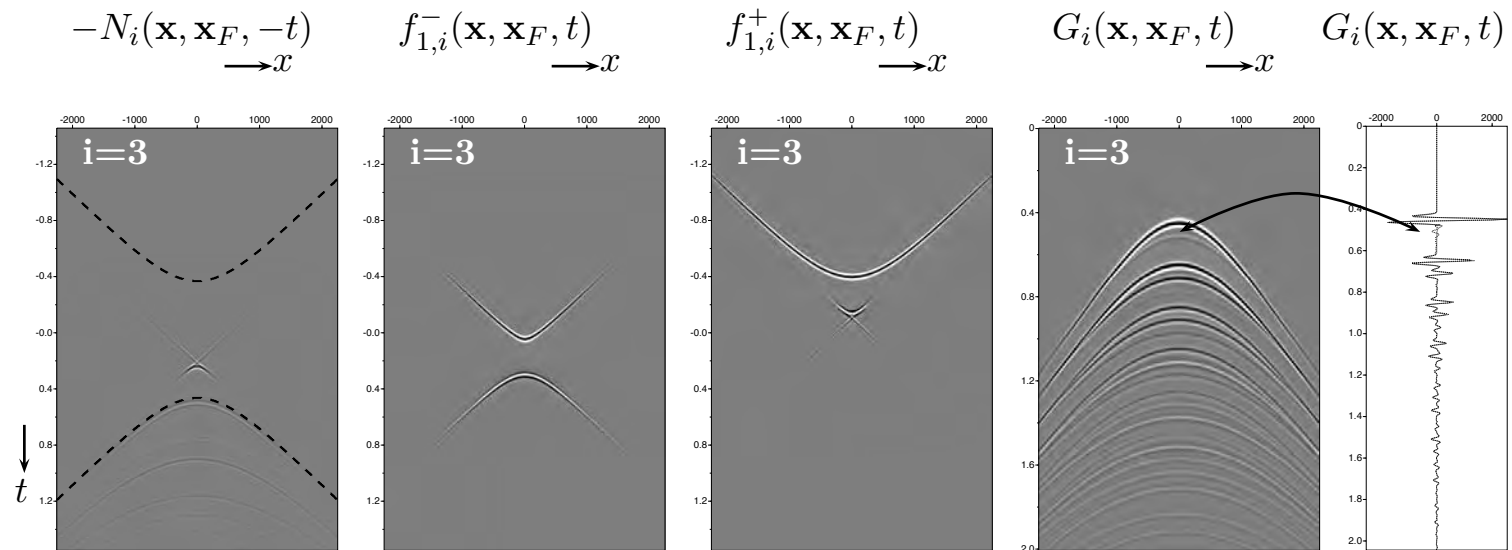 −N_i(x, x_F, −t) f^−_{1,i}(x, x_F, t) f^+_{1,i}(x, x_F, t) G_i(x, x_F, t) G_i(x, x_F, t)
x x x x
-2000 -1000 0 1000 2000 -2000 -1000 0 1000 2000 -2000 -1000 0 1000 2000 -2000 -1000 0 1000 2000 -2000 0 2000
i=3 i=3 i=3 i=3
-1.2 -1.2 -1.2 0 0
-0.8 -0.8 -0.8 0.4 0.2
-0.4 -0.4 -0.4 0.8 0.4
-0.0 -0.0 -0.0 1.2 0.6
0.4 0.4 0.4 1.6 0.8
0.8 0.8 0.8 2.0 1.0
1.2 1.2 1.2 1.2
1.4
1.6
1.8
2.0
t